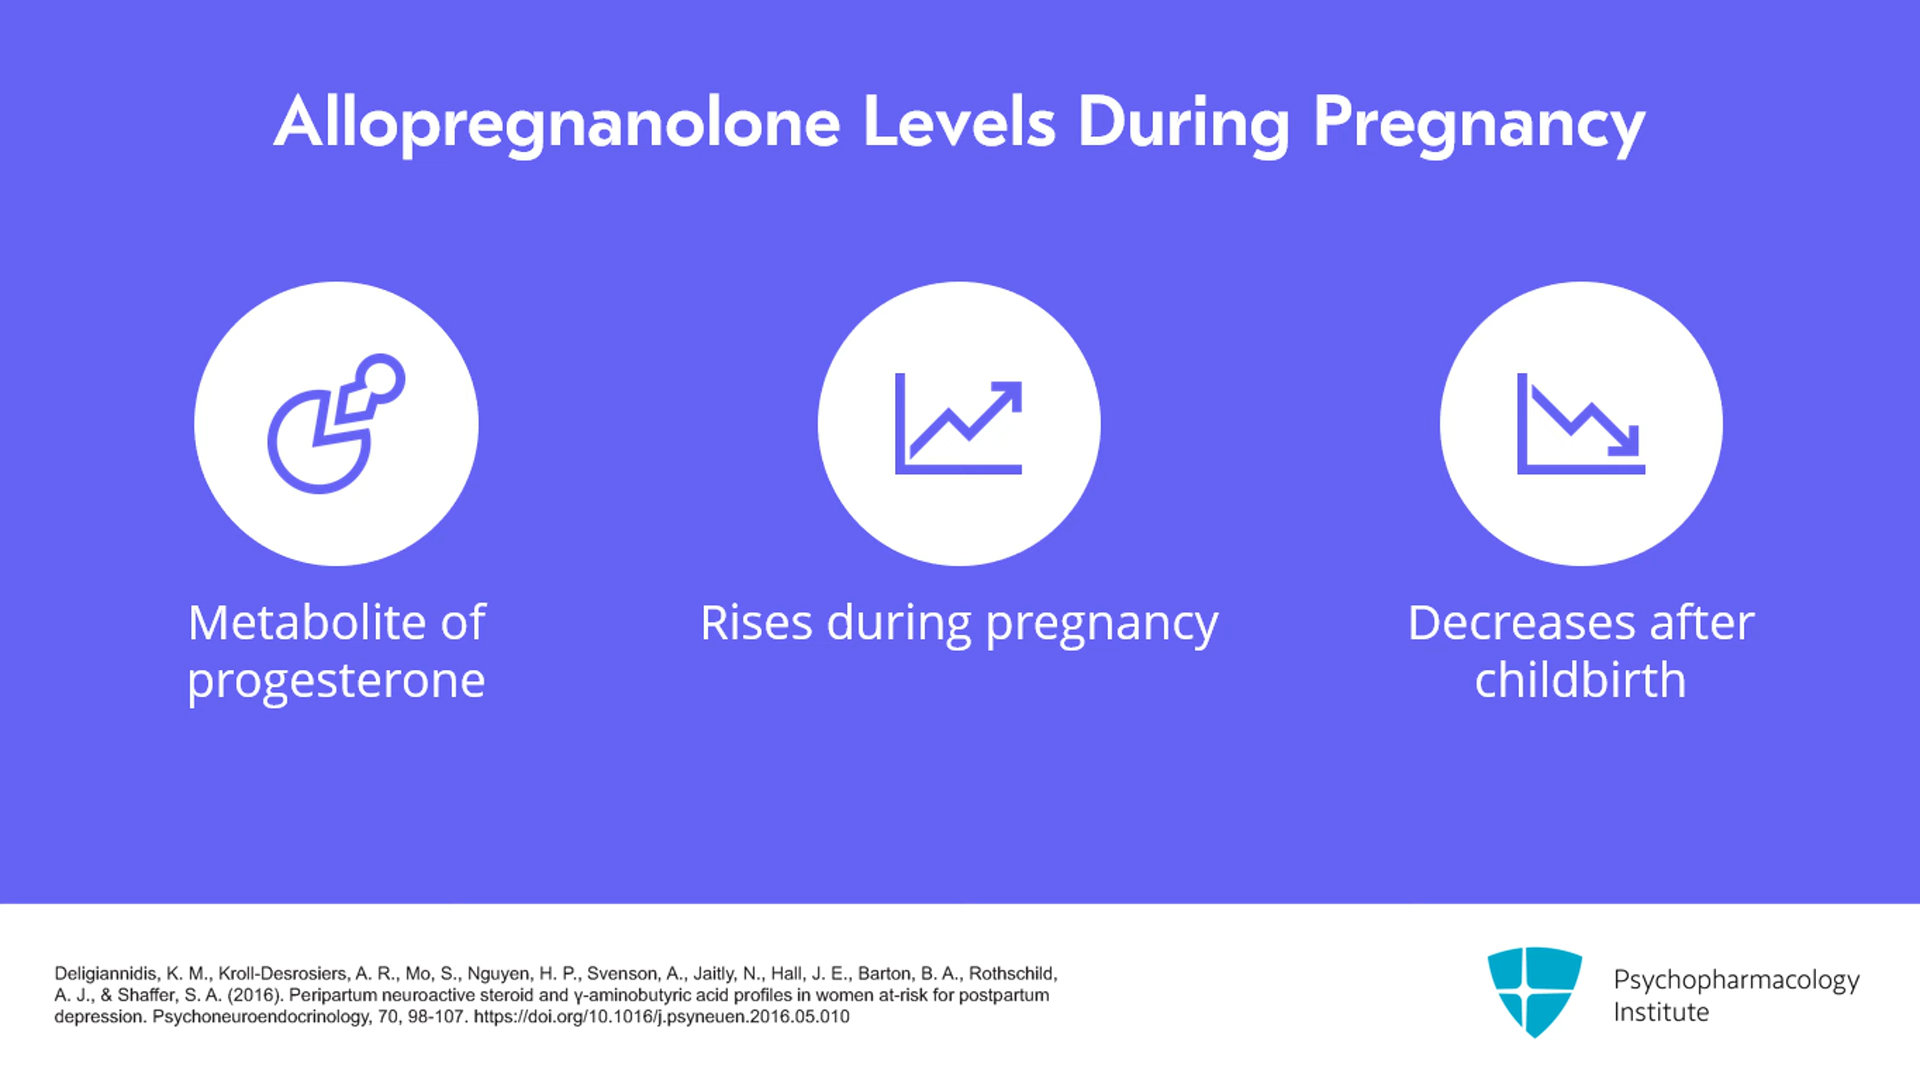 Allopregnanolone Levels During Pregnancy
Metabolite of
progesterone
Rises during pregnancy
Decreases after
childbirth
Deligiannidis, K. M., Kroll-Desrosiers, A. R., Mo, S., Nguyen, H. P., Svenson, A., Jaitly, N., Hall, J. E., Barton, B. A., Rothschild,
A. J., & Shaffer, S. A. (2016). Peripartum neuroactive steroid and γ-aminobutyric acid profiles in women at-risk for postpartum
depression. Psychoneuroendocrinology, 70, 98-107. https://doi.org/10.1016/j.psyneuen.2016.05.010
Psychopharmacology
Institute